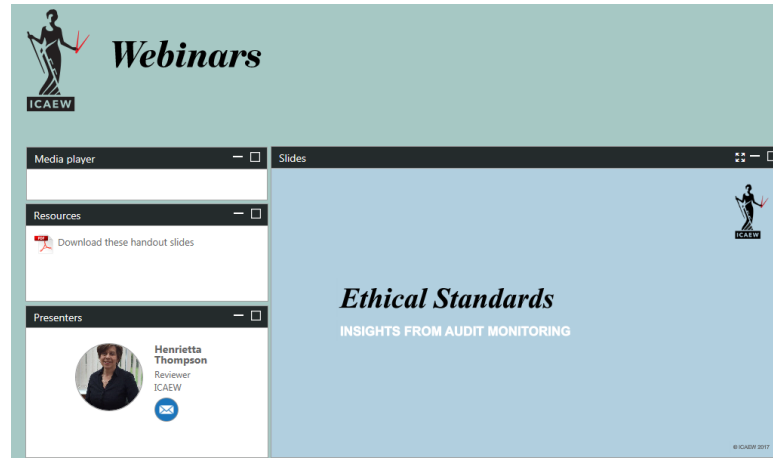 ICAEW
Webinars
Media player
Resources
PDF
Download these handout slides
Presenters
Henrietta
Thompson
Reviewer
ICAEW
Slides
ICAEW
Ethical Standards
INSIGHTS FROM AUDIT MONITORING
© ICAEW 2017